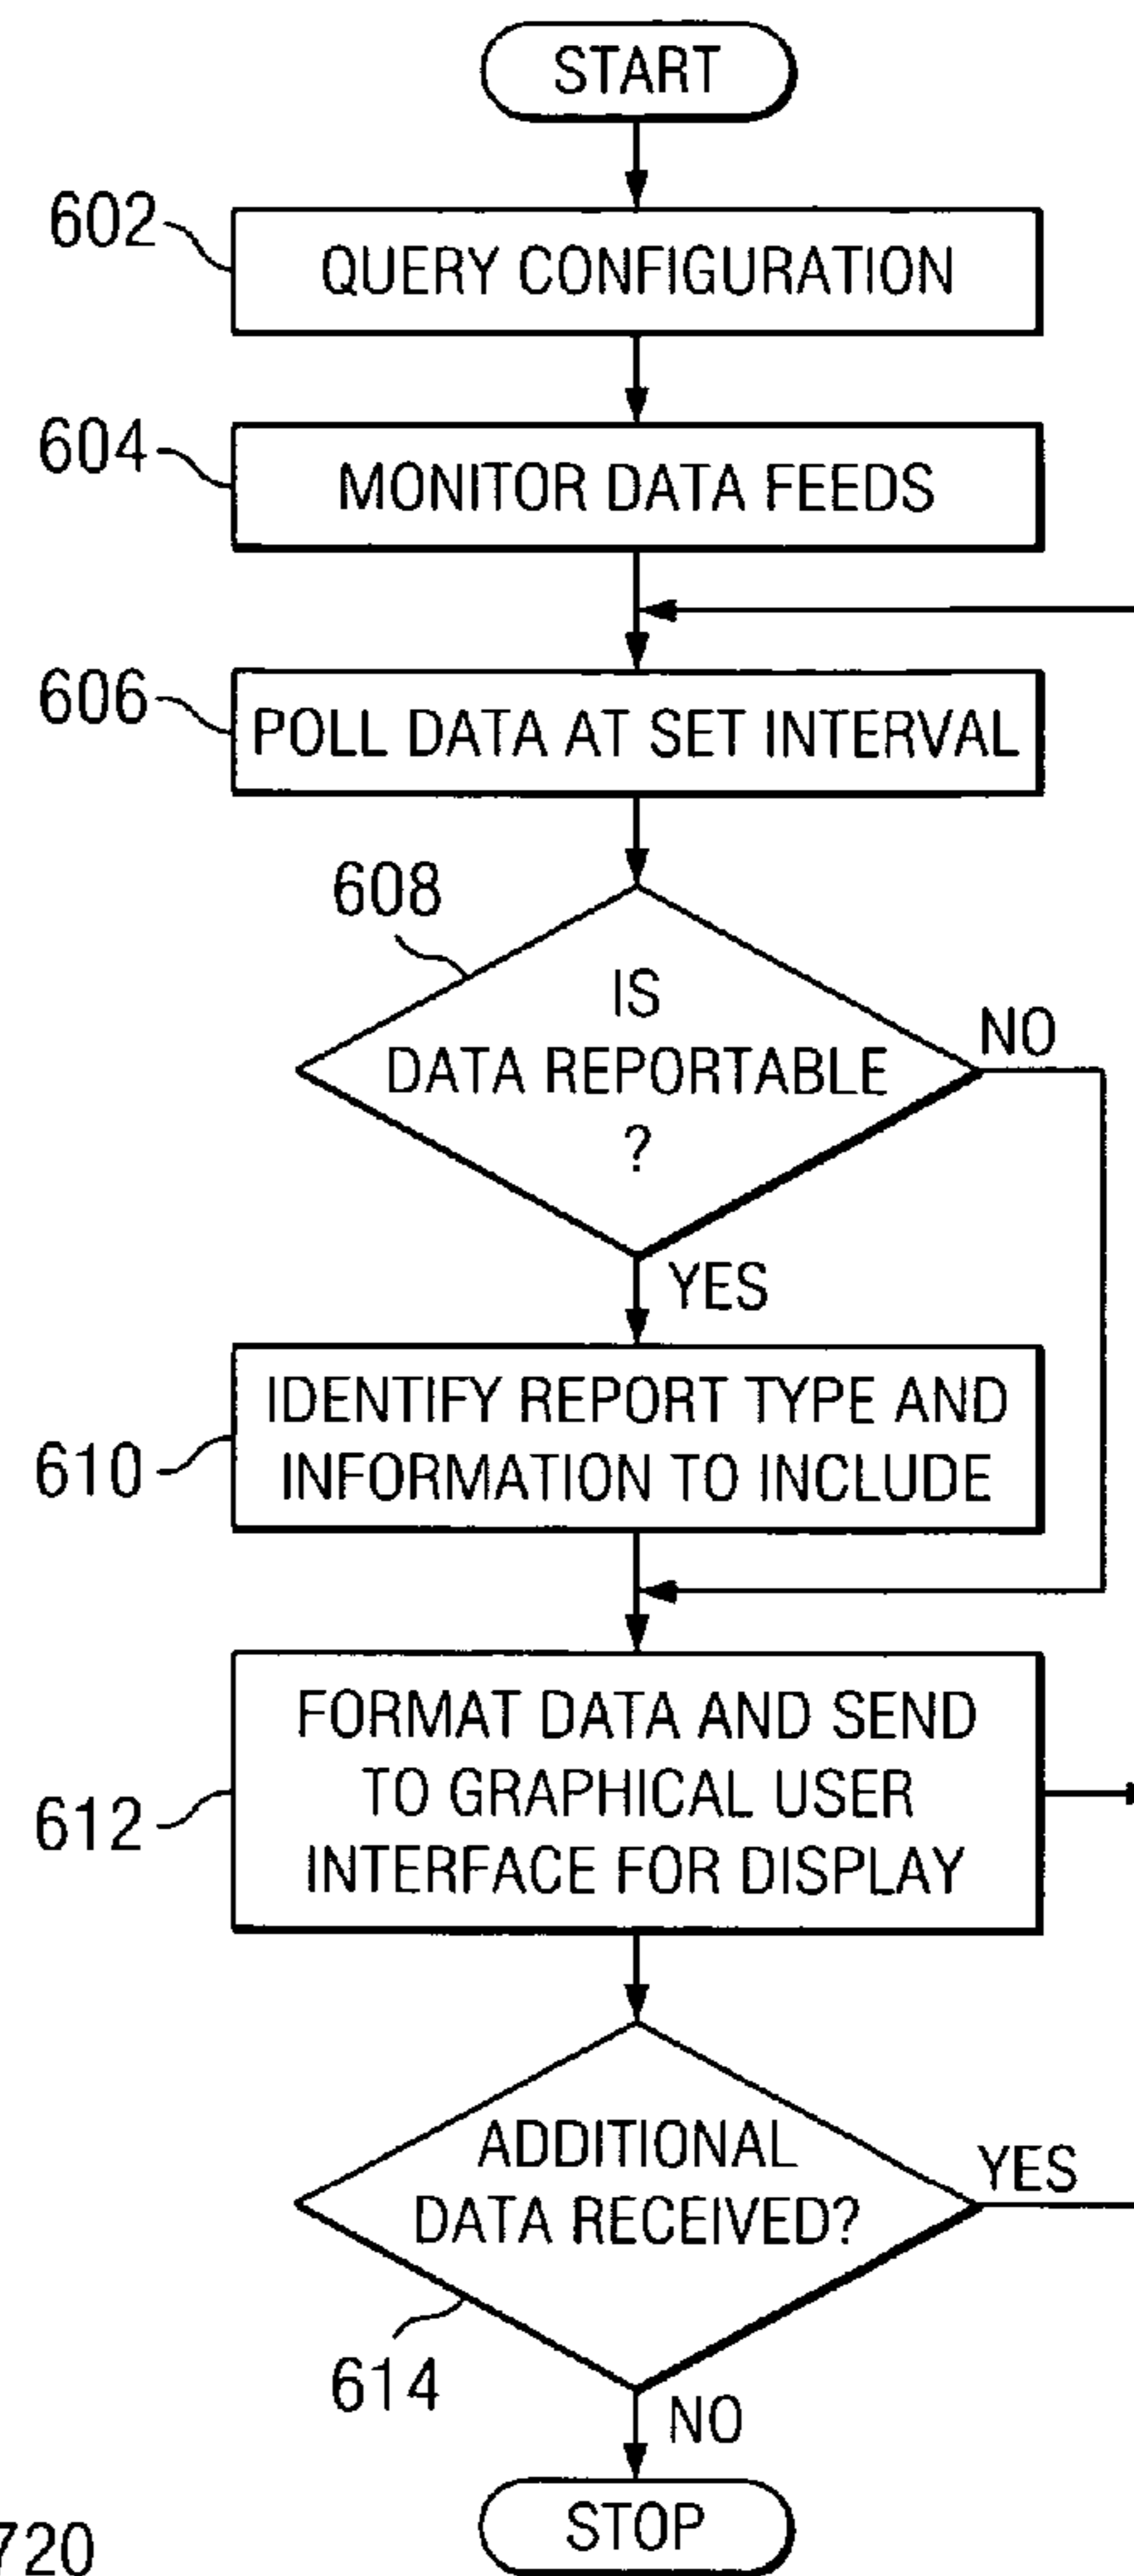 START
602
QUERY CONFIGURATION
604
MONITOR DATA FEEDS
606
POLL DATA AT SET INTERVAL
608
IS
DATA REPORTABLE
?
NO
YES
610
IDENTIFY REPORT TYPE AND
INFORMATION TO INCLUDE
612
FORMAT DATA AND SEND
TO GRAPHICAL USER
INTERFACE FOR DISPLAY
ADDITIONAL
DATA RECEIVED?
YES
614
NO
STOP
720